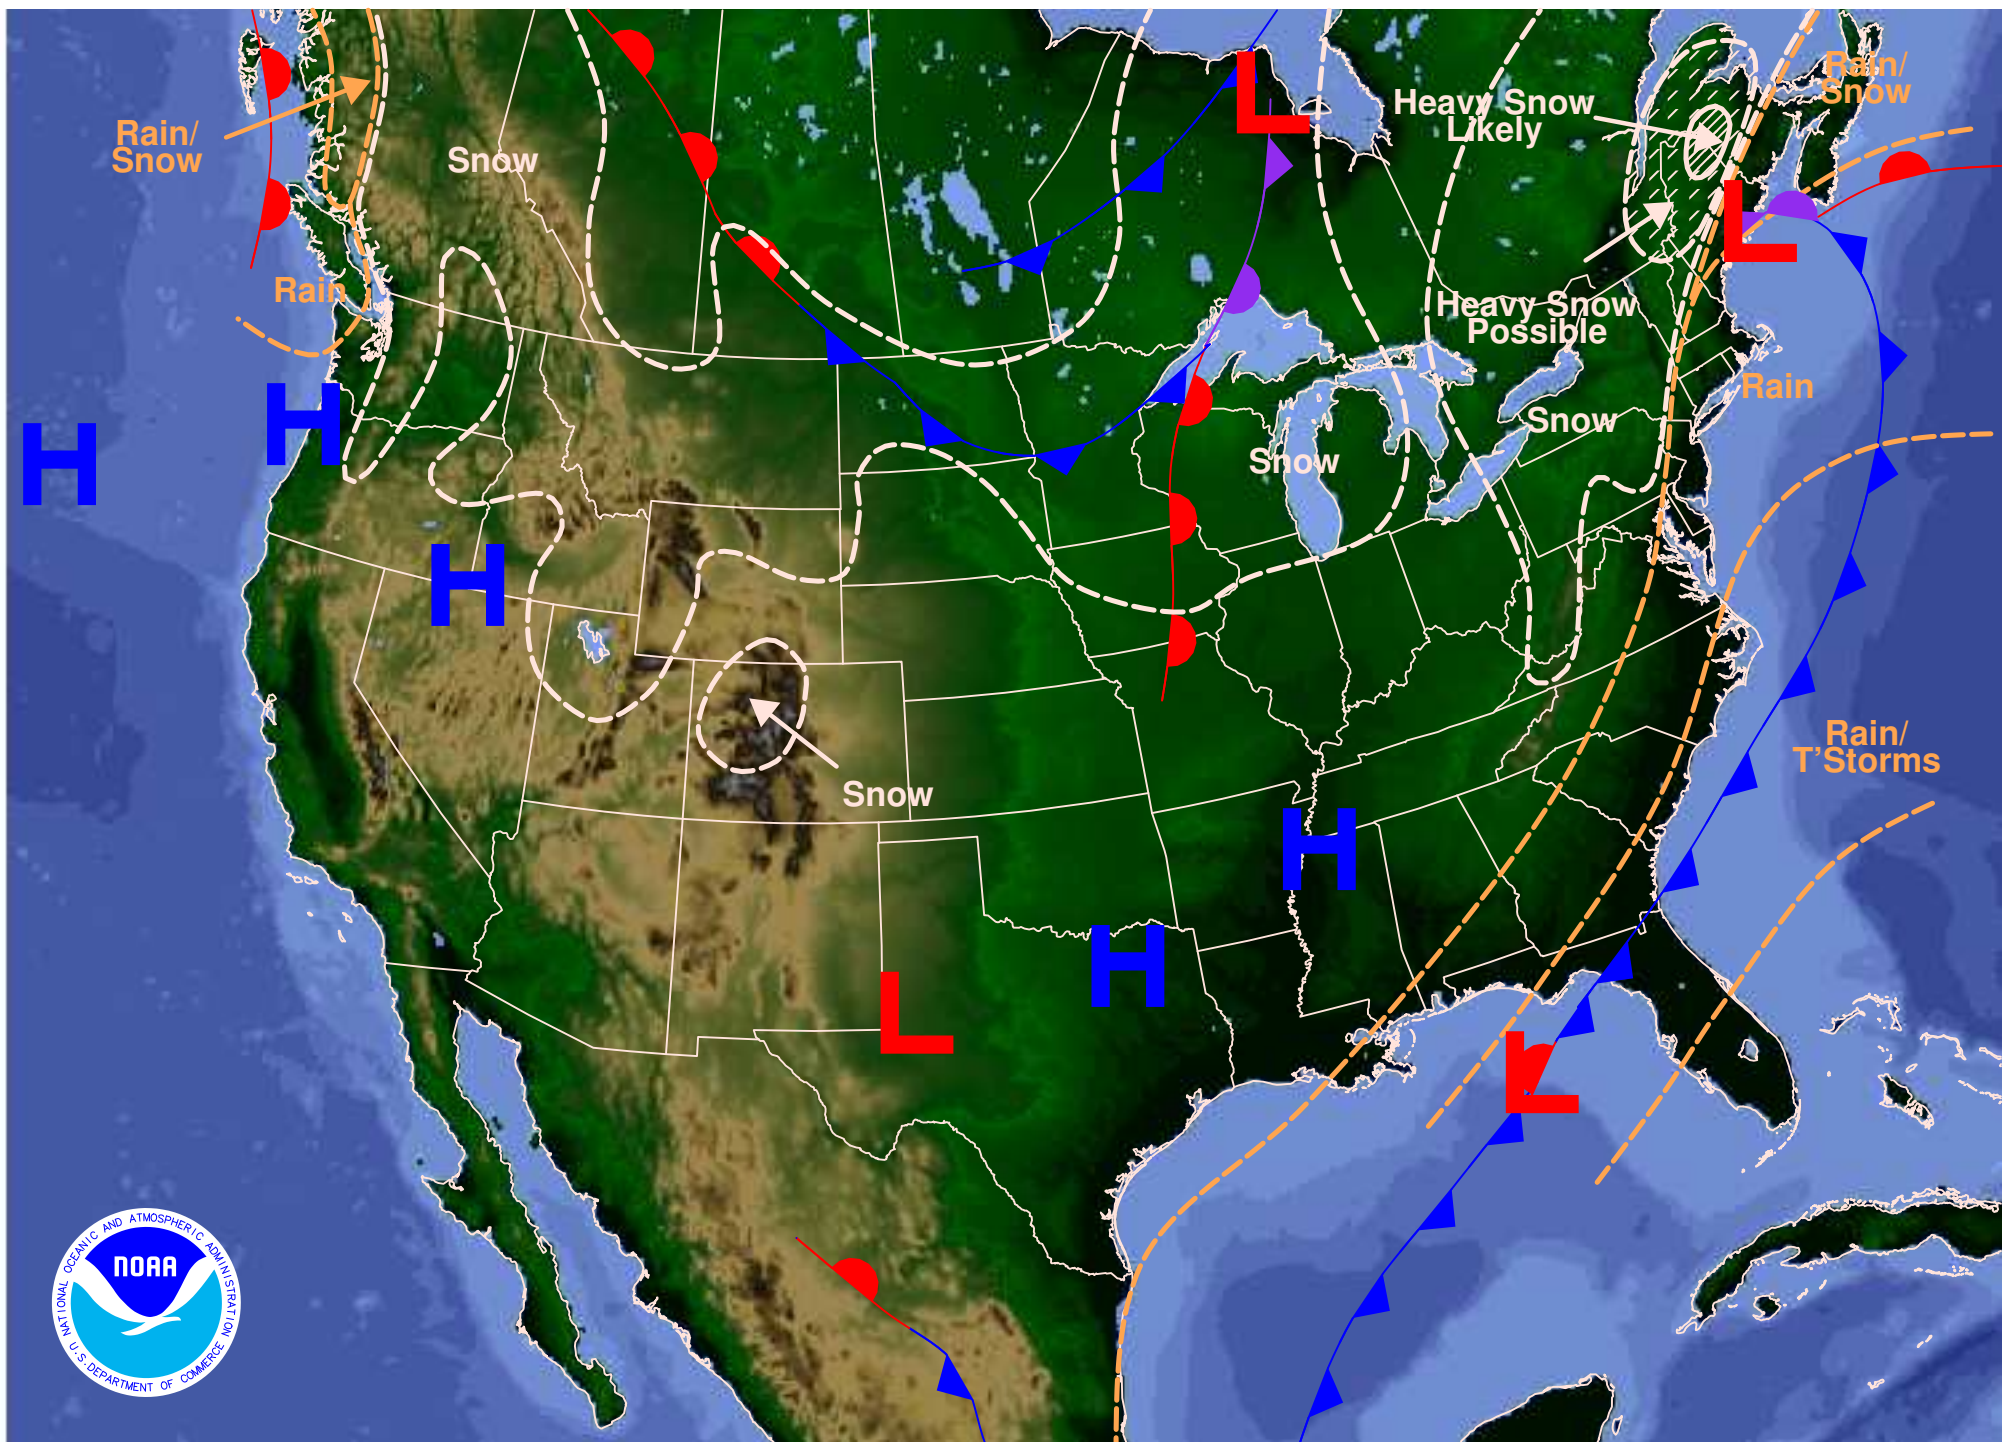 Rain/
Snow
Snow
Rain
Heavy Snow
Likely
Rain/
Snow
Heavy Snow
Possible
Rain
Snow
Snow
Rain/
T'Storms
Snow
L
L
H
H
H
H
H
L
L
NATIONAL OCEANIC AND ATMOSPHERIC ADMINISTRATION
NOAA
U.S. DEPARTMENT OF COMMERCE